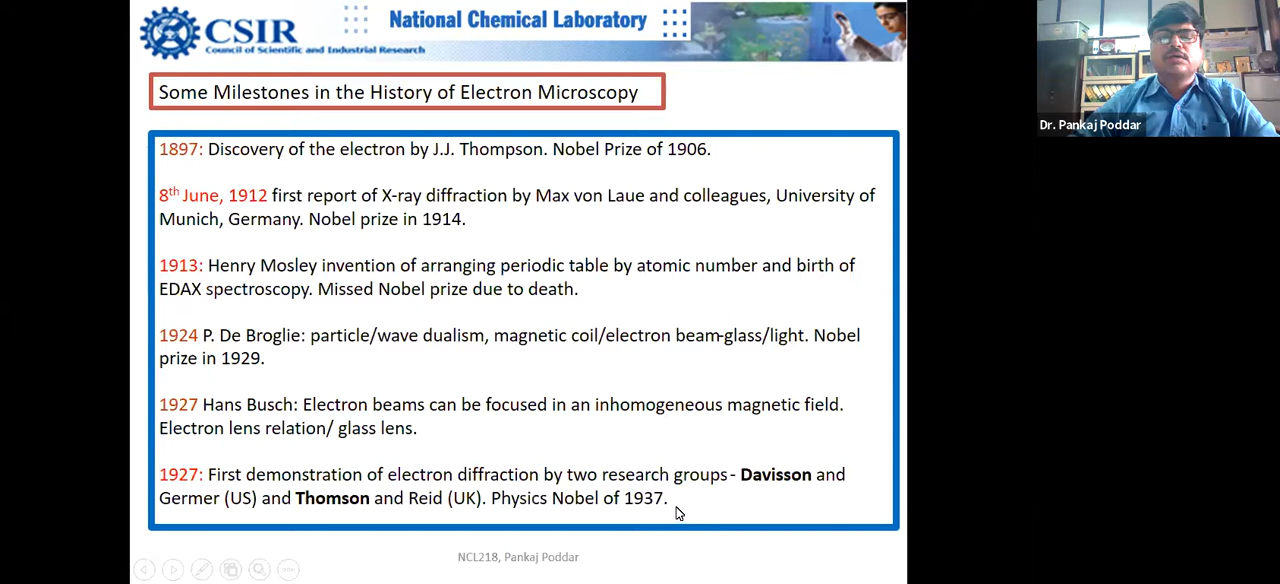 CSIR
Council of Scientific and Industrial Research
National Chemical Laboratory
Dr. Pankaj Poddar
Some Milestones in the History of Electron Microscopy
1897: Discovery of the electron by J.J. Thompson. Nobel Prize of 1906.
8th June, 1912 first report of X-ray diffraction by Max von Laue and colleagues, University of
Munich, Germany. Nobel prize in 1914.
1913: Henry Mosley invention of arranging periodic table by atomic number and birth of
EDAX spectroscopy. Missed Nobel prize due to death.
1924 P. De Broglie: particle/wave dualism, magnetic coil/electron beam-glass/light. Nobel
prize in 1929.
1927 Hans Busch: Electron beams can be focused in an inhomogeneous magnetic field.
Electron lens relation/ glass lens.
1927: First demonstration of electron diffraction by two research groups- Davisson and
Germer (US) and Thomson and Reid (UK). Physics Nobel of 1937.
NCL218, Pankaj Poddar